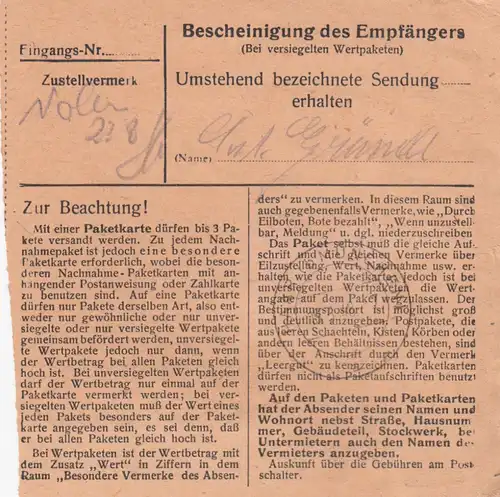 Eingangs-Nr.
Zustellvermerk
Bescheinigung des Empfängers
(Bei versiegelten Wertpaketen)
Umstehend bezeichnete Sendung
erhalten
(Name)
Zur Beachtung!
Mit einer Paketkarte dürfen bis 3 Pa-
kete versandt werden. Zu jedem Nach-
nahmepaket ist jedoch eine besondere
Paketkarte erforderlich, wobei die beson-
deren Nachnahme-Paketkarten mit an-
hängender Postanweisung oder Zahlkarte
zu benutzen sind. Auf eine Paketkarte
dürfen nur Pakete derselben Art, also ent-
weder nur gewöhnliche oder nur unver-
siegelte oder nur versiegelte Wertpakete
gemeinsam befördert werden, unversiegel-
te Wertpakete jedoch nur dann, wenn
der Wertbetrag bei allen Paketen gleich
hoch ist. Bei unversiegelten Wertpaketen
darf der Wertbetrag nur einmal auf der
Paketkarte vermerkt werden; bei ver-
siegelten Wertpaketen muß der Wert eines
jeden Pakets besonders auf der Paket-
karte angegeben sein, es sei denn, daß
er bei allen Paketen gleich hoch ist.
Bei Wertpaketen ist der Wertbetrag mit
dem Zusatz „Wert" in Ziffern in dem
Raum „Besondere Vermerke des Absen-
ders" zu vermerken. In diesem Raum sind
auch gegebenenfalls Vermerke, wie „Durch
Eilboten, Bote bezahlt", „Wenn unzustell-
bar, Meldung" u. dgl. niederzuschreiben
Das Paket selbst muß die gleiche Auf-
schrift und die gleichen Vermerke über
Eilzustellung, Wert, Nachnahme usw. er-
halten wie die Paketkarten jedoch ist bei
unversiegelten Wertpaketen die Wert-
angabe auf dem Paket wegzulassen. Der
Bestimmungspostort ist möglichst groß
und deutlich anzugeben. Postpakete, die
aus leeren Schachteln, Kisten, Körben oder
andern leeren Behältnissen bestehen, sind
über der Anschrift durch den Vermerk
„Leergut" zu kennzeichnen. Paketkarten
dürfen nicht als Paketaufschriften benutzt
werden.
Auf den Paketen und Paketkarten
hat der Absender seinen Namen und
Wohnort nebst Straße, Hausnum
mer, Gebäudeteil, Stockwerk, be
Untermietern auch den Namen de
Vermieters anzugeben.
Auskunft über die Gebühren am Post
schalter.